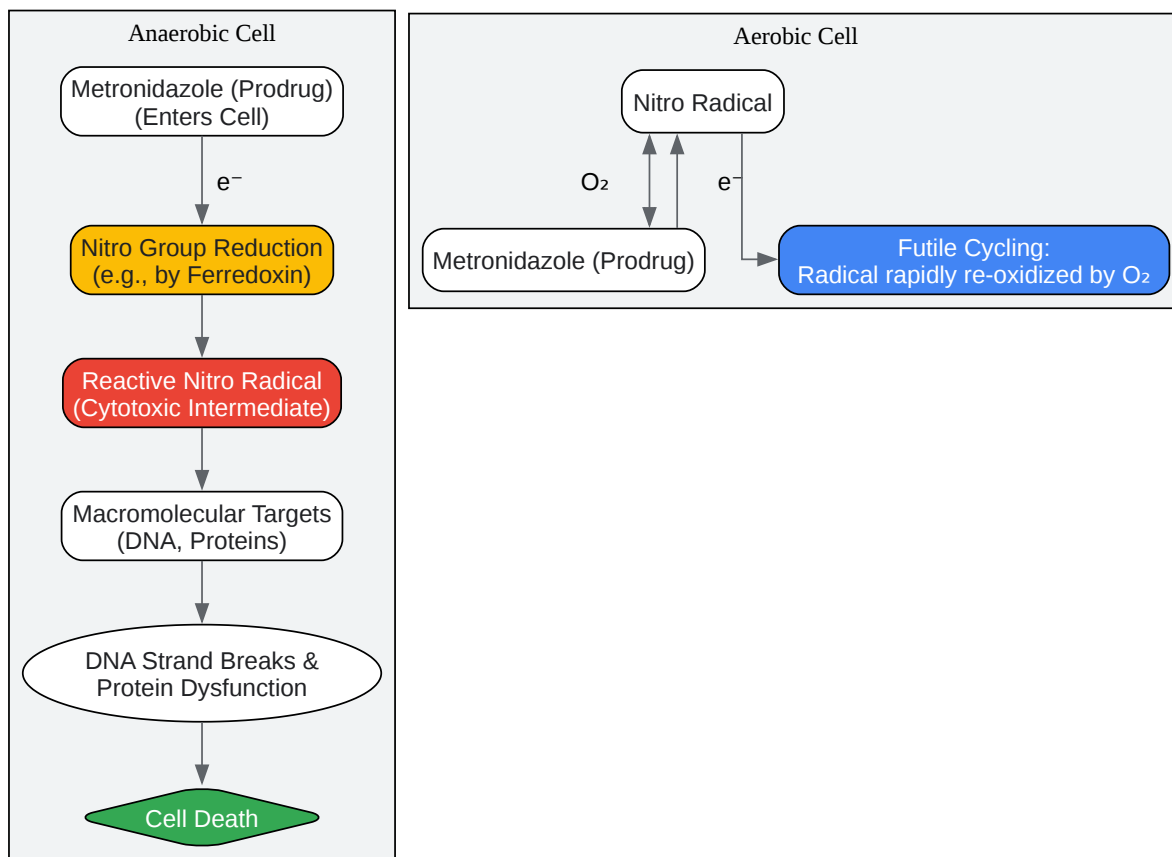 Anaerobic Cell
Metronidazole (Prodrug)
(Enters Cell)
e⁻
Nitro Group Reduction
(e.g., by Ferredoxin)
Reactive Nitro Radical
(Cytotoxic Intermediate)
Macromolecular Targets
(DNA, Proteins)
DNA Strand Breaks &
Protein Dysfunction
Cell Death
Aerobic Cell
Nitro Radical
O₂
e⁻
Metronidazole (Prodrug)
Futile Cycling:
Radical rapidly re-oxidized by O₂